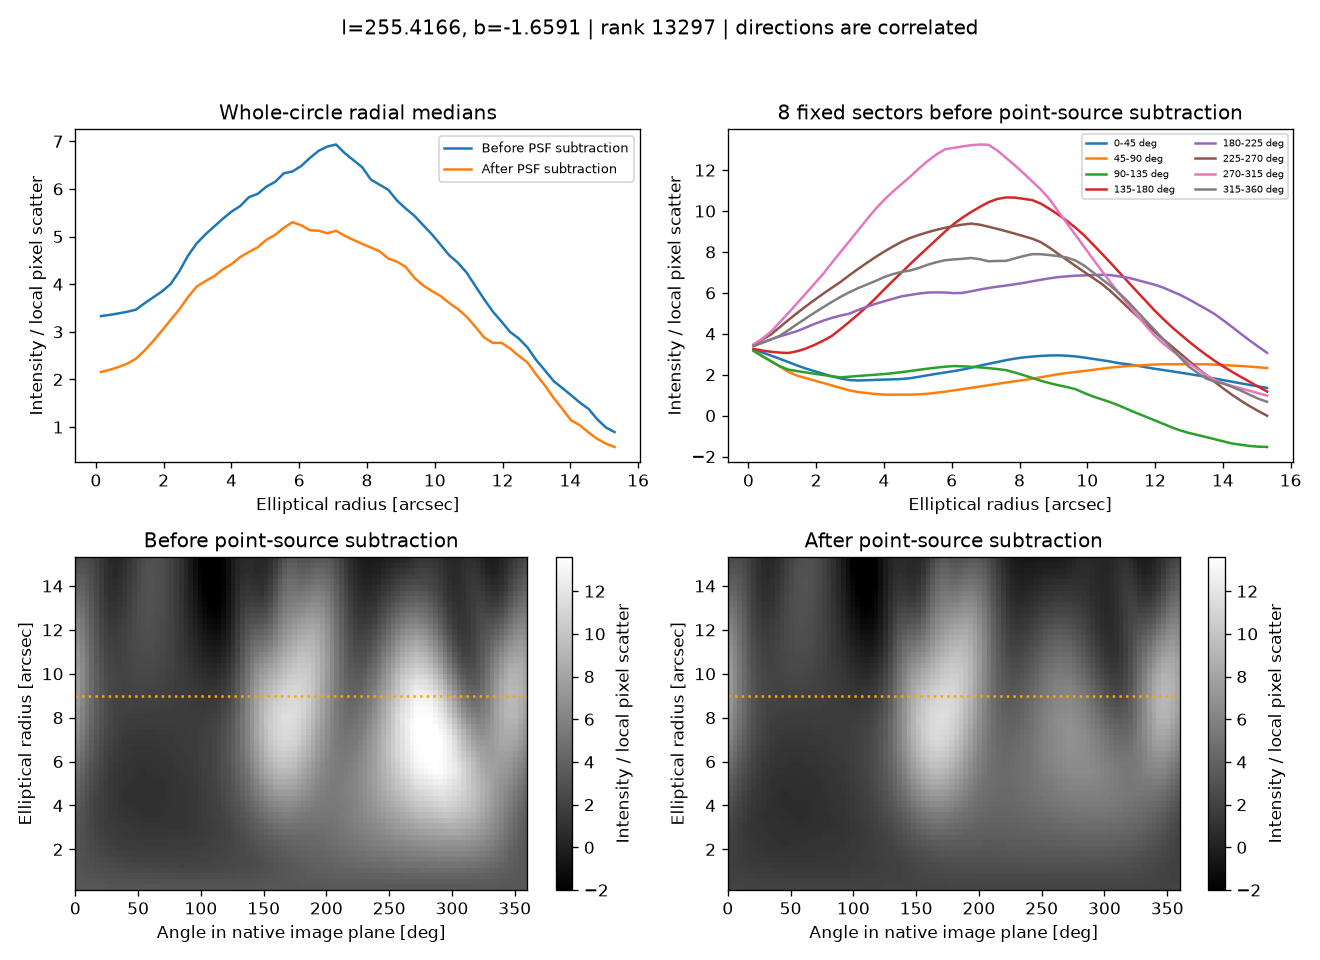 l=255.4166, b=-1.6591 | rank 13297 | directions are correlated
Whole-circle radial medians
Before PSF subtraction
After PSF subtraction
Intensity / local pixel scatter
7
6
5
4
3
2
1
0 2 4 6 8 10 12 14 16
Elliptical radius [arcsec]
8 fixed sectors before point-source subtraction
0-45 deg
45-90 deg
90-135 deg
135-180 deg
180-225 deg
225-270 deg
270-315 deg
315-360 deg
Intensity / local pixel scatter
12
10
8
6
4
2
0
−2
0 2 4 6 8 10 12 14 16
Elliptical radius [arcsec]
Before point-source subtraction
Elliptical radius [arcsec]
14
12
10
8
6
4
2
0 50 100 150 200 250 300 350
Angle in native image plane [deg]
12
10
8
6
4
2
0
−2
Intensity / local pixel scatter
After point-source subtraction
Elliptical radius [arcsec]
14
12
10
8
6
4
2
0 50 100 150 200 250 300 350
Angle in native image plane [deg]
12
10
8
6
4
2
0
−2
Intensity / local pixel scatter